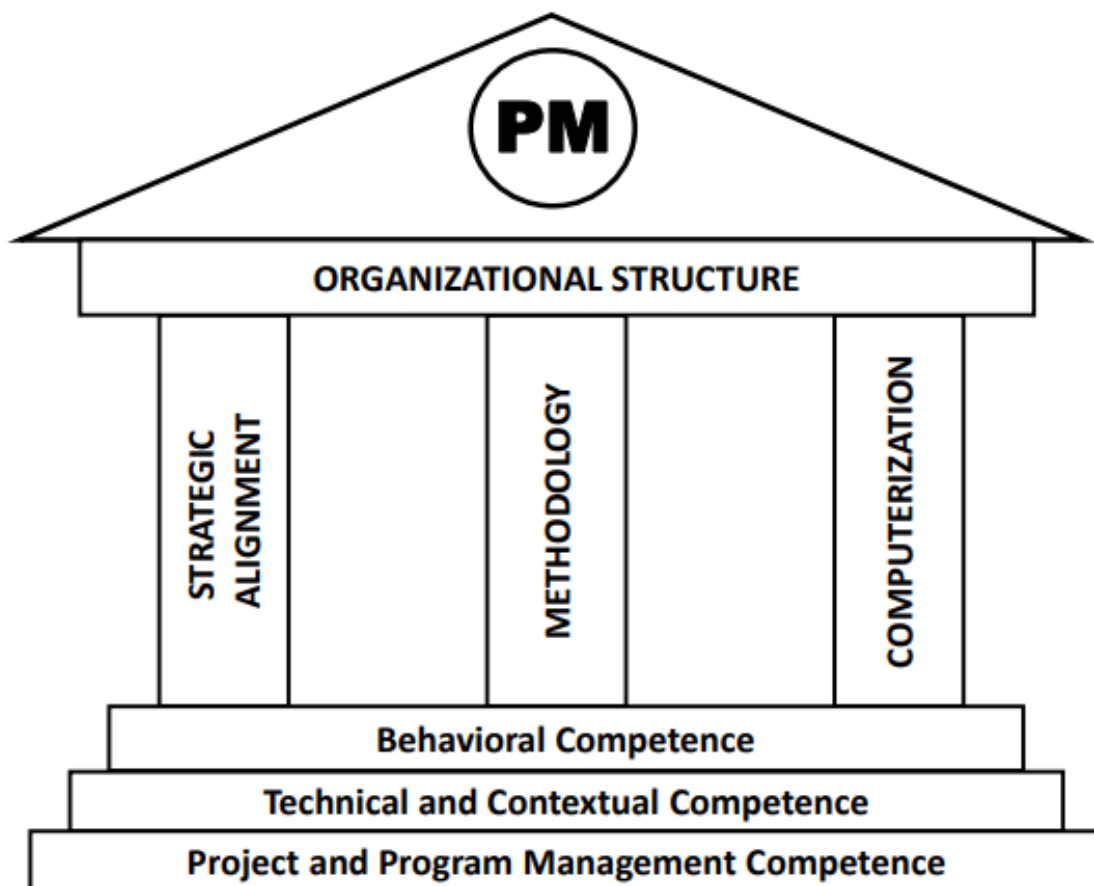 PM
ORGANIZATIONAL STRUCTURE
STRATEGIC
ALIGNMENT
METHODOLOGY
COMPUTERIZATION
Behavioral Competence
Technical and Contextual Competence
Project and Program Management Competence